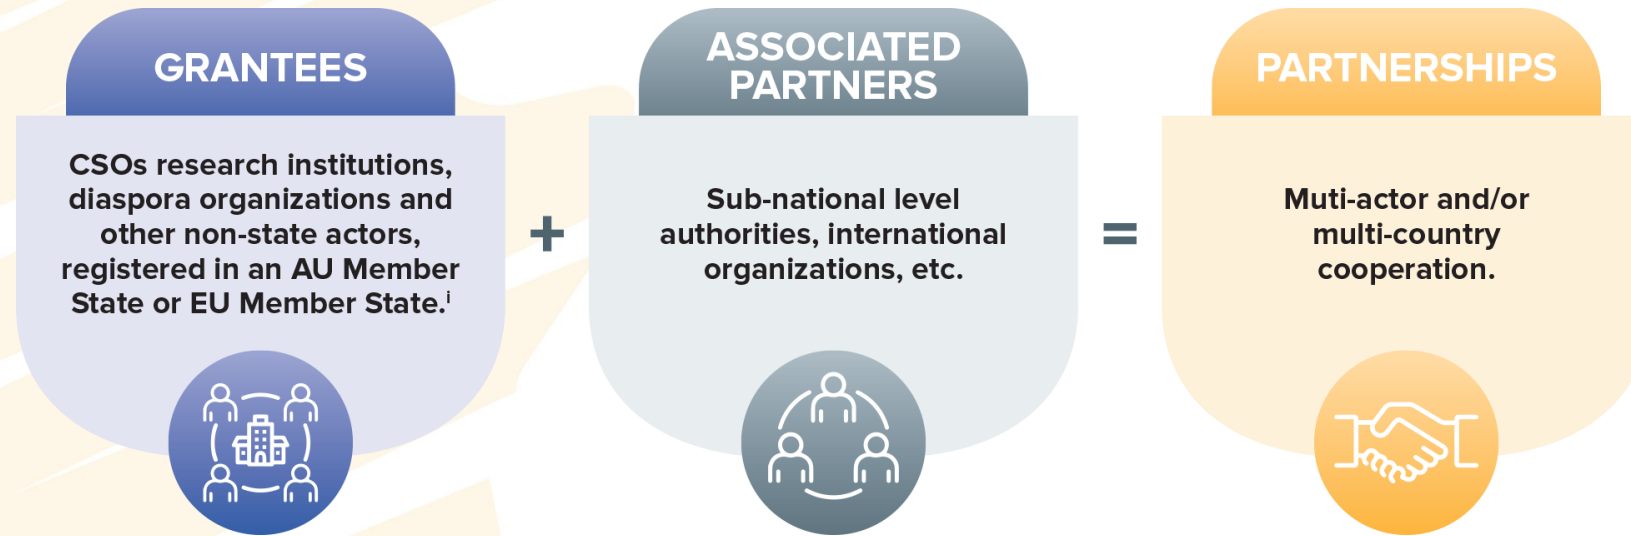 GRANTEES
CSOs research institutions,
diaspora organizations and
other non-state actors,
registered in an AU Member
State or EU Member State.ⁱ
+
ASSOCIATED
PARTNERS
Sub-national level
authorities, international
organizations, etc.
=
PARTNERSHIPS
Muti-actor and/or
multi-country
cooperation.